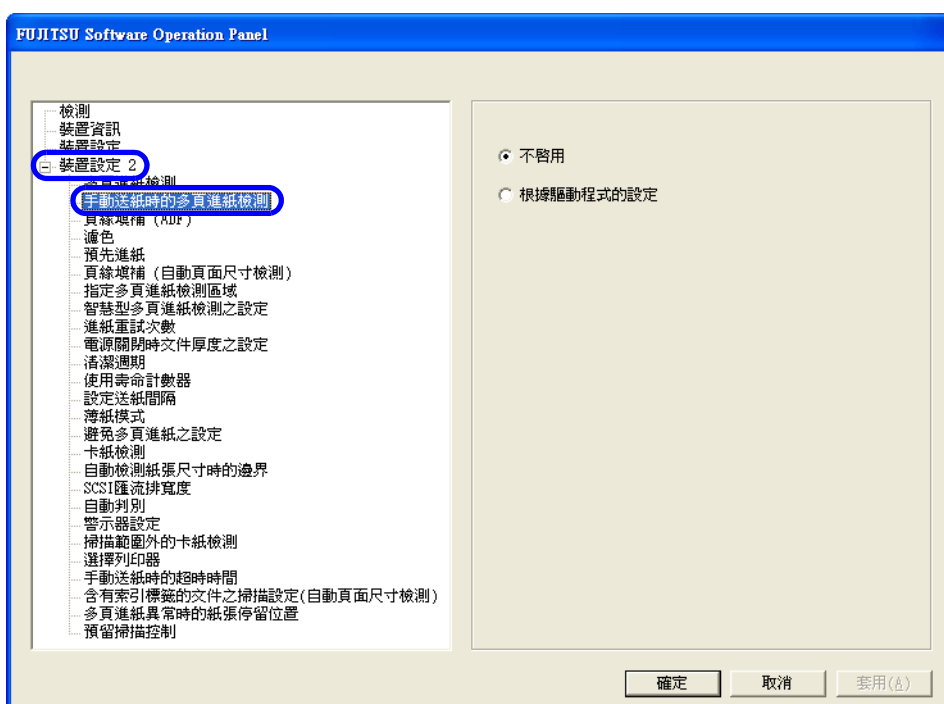 FUJITSU Software Operation Panel
檢測
裝置資訊
裝置設定
裝置設定 2
多頁進紙檢測
手動送紙時的多頁進紙檢測
頁緣填補 (ADF)
濾色
預先進紙
頁緣填補 (自動頁面尺寸檢測)
指定多頁進紙檢測區域
智慧型多頁進紙檢測之設定
進紙重試次數
電源關閉時文件厚度之設定
清潔週期
使用壽命計數器
設定送紙間隔
薄紙模式
避免多頁進紙之設定
卡紙檢測
自動檢測紙張尺寸時的邊界
SCSI匯流排寬度
自動判別
警示器設定
掃描範圍外的卡紙檢測
選擇列印器
手動送紙時的超時時間
含有索引標籤的文件之掃描設定(自動頁面尺寸檢測)
多頁進紙異常時的紙張停留位置
預留掃描控制
不啓用
根據驅動程式的設定
確定
取消
套用(A)